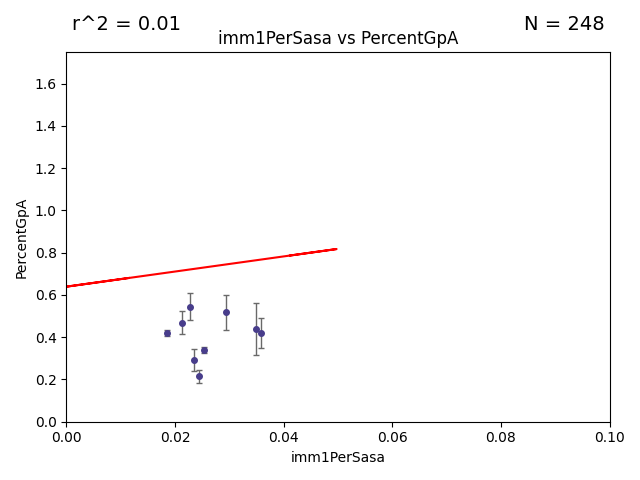 r^2 = 0.01
N = 248
imm1PerSasa vs PercentGpA
PercentGpA
1.6
1.4
1.2
1.0
0.8
0.6
0.4
0.2
0.0
0.00 0.02 0.04 0.06 0.08 0.10
imm1PerSasa